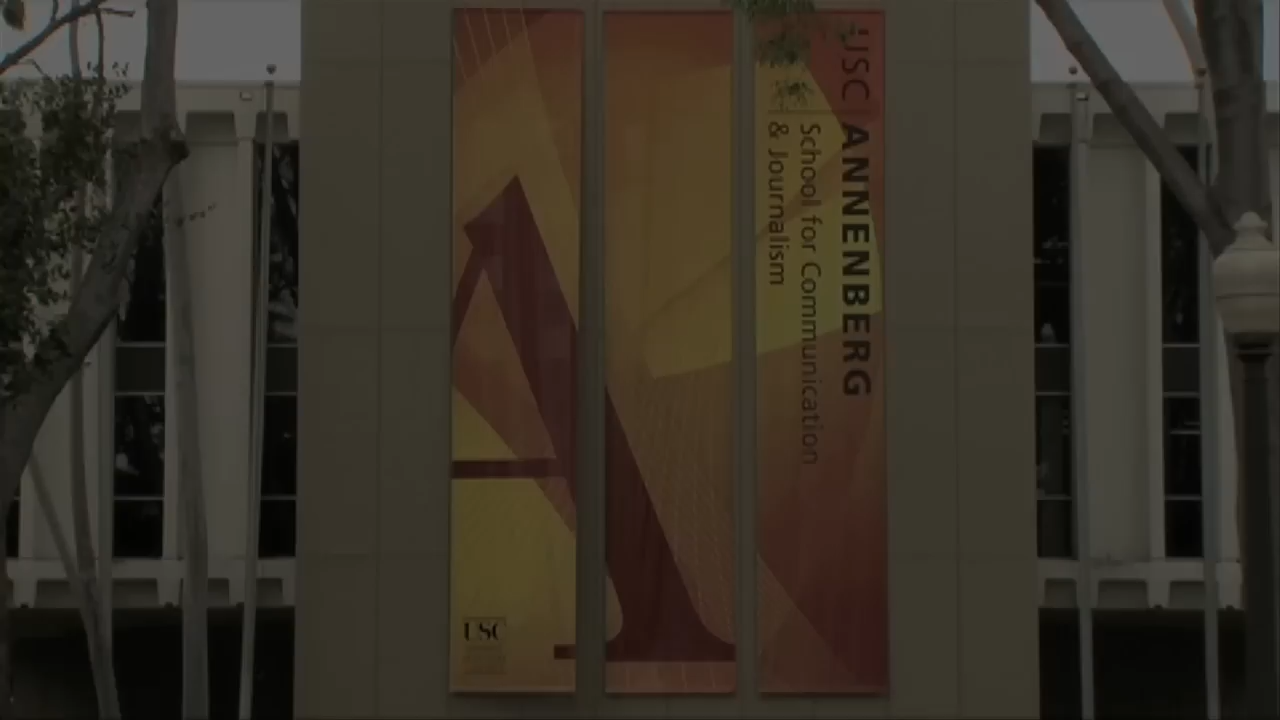 USC ANNENBERG
School for Communication
& Journalism
A
USC